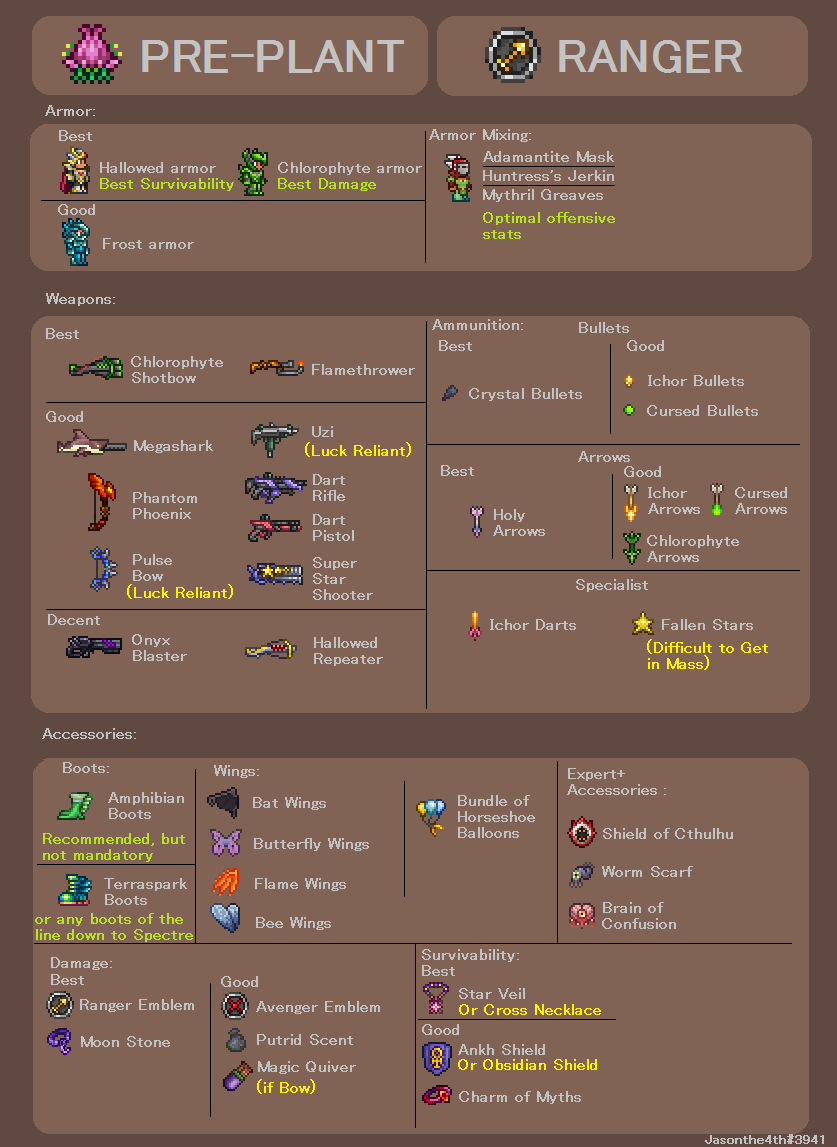 PRE-PLANT
RANGER
Armor:
Best
Hallowed armor
Best Survivability
Chlorophyte armor
Best Damage
Good
Frost armor
Armor Mixing:
Adamantite Mask
Huntress's Jerkin
Mythril Greaves
Optimal offensive
stats
Weapons:
Best
Chlorophyte
Shotbow
Flamethrower
Good
Megashark
Uzi
(Luck Reliant)
Phantom
Phoenix
Dart
Rifle
Dart
Pistol
Pulse
Bow
(Luck Reliant)
Super
Star
Shooter
Decent
Onyx
Blaster
Hallowed
Repeater
Ammunition:
Bullets
Best
Crystal Bullets
Good
Ichor Bullets
Cursed Bullets
Arrows
Best
Holy
Arrows
Good
Ichor
Arrows
Cursed
Arrows
Chlorophyte
Arrows
Specialist
Ichor Darts
Fallen Stars
(Difficult to Get
in Mass)
Accessories:
Boots:
Amphibian
Boots
Recommended, but
not mandatory
Terraspark
Boots
or any boots of the
line down to Spectre
Wings:
Bat Wings
Butterfly Wings
Flame Wings
Bee Wings
Bundle of
Horseshoe
Balloons
Expert+
Accessories :
Shield of Cthulhu
Worm Scarf
Brain of
Confusion
Damage:
Best
Ranger Emblem
Moon Stone
Good
Avenger Emblem
Putrid Scent
Magic Quiver
(if Bow)
Survivability:
Best
Star Veil
Or Cross Necklace
Good
Ankh Shield
Or Obsidian Shield
Charm of Myths
Jasonthe4th#3941